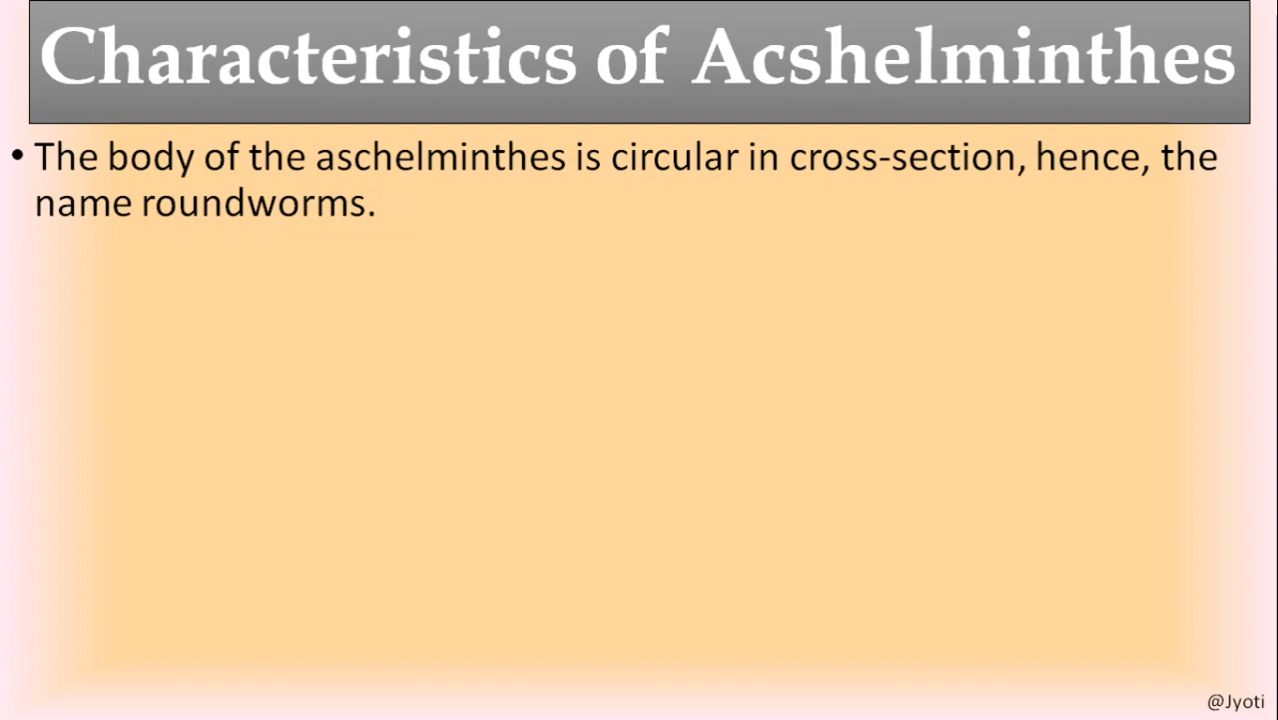 Characteristics of Acshelminthes
• The body of the aschelminthes is circular in cross-section, hence, the
name roundworms.
@Jyoti